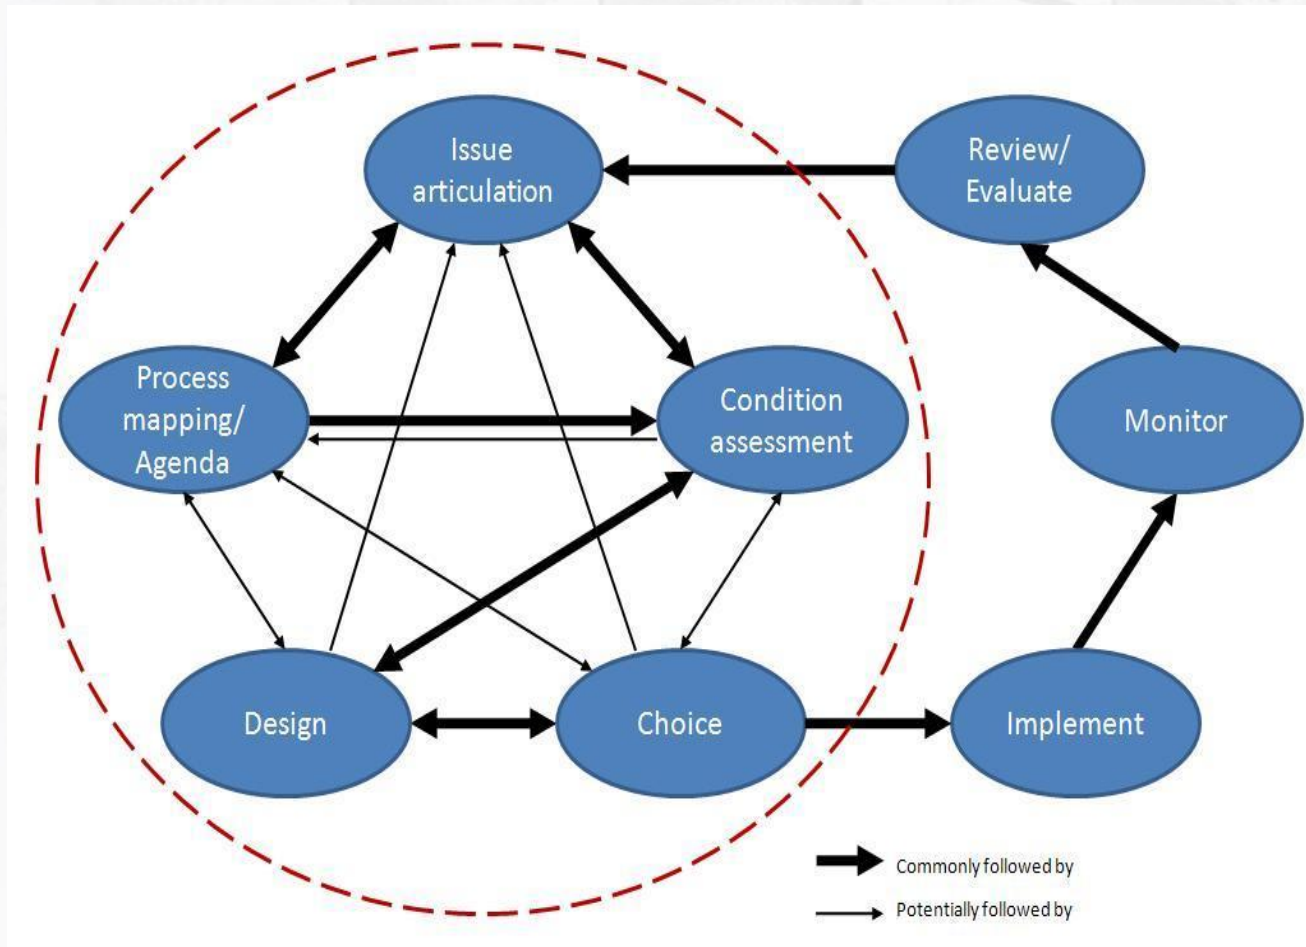 Issue
articulation
Review/
Evaluate
Process
mapping/
Agenda
Condition
assessment
Monitor
Design
Choice
Implement
Commonly followed by
Potentially followed by